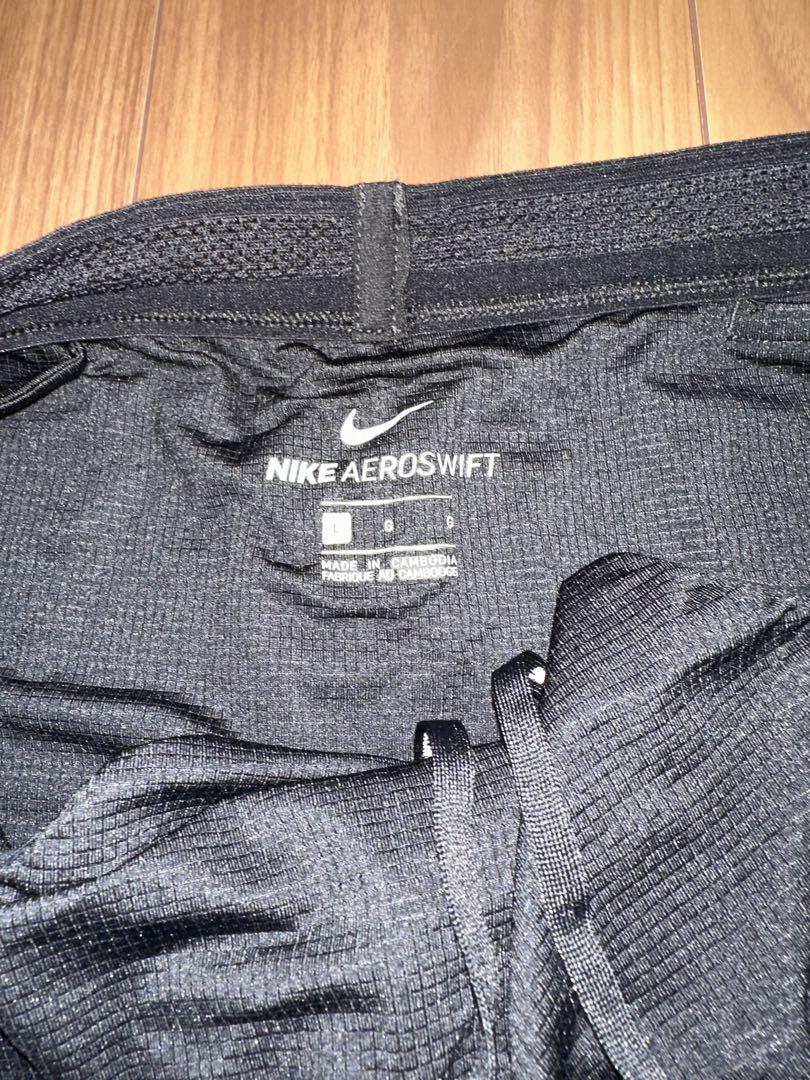 NIKE AEROSWIFT
L G G
MADE IN CAMBODIA
FABRIQUÉ AU CAMBODGE